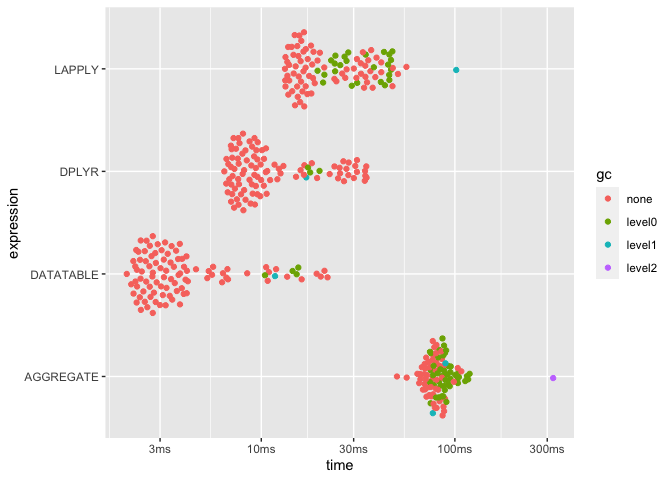 LAPPLY
DPLYR
DATATABLE
AGGREGATE
expression
3ms
10ms
30ms
100ms
300ms
time
gc
none
level0
level1
level2